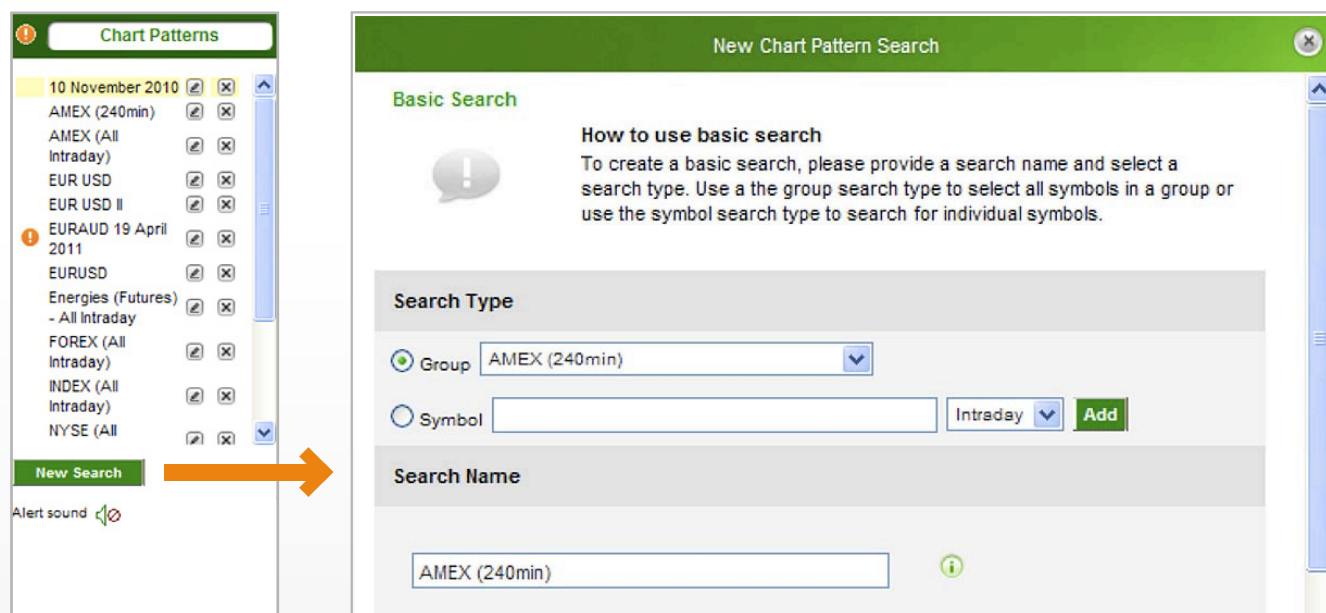 Chart Patterns
10 November 2010
AMEX (240min)
AMEX (All
Intraday)
EUR USD
EUR USD II
EURAUD 19 April
2011
EURUSD
Energies (Futures)
- All Intraday
FOREX (All
Intraday)
INDEX (All
Intraday)
NYSE (All
New Search
Alert sound
New Chart Pattern Search
Basic Search
How to use basic search
To create a basic search, please provide a search name and select a
search type. Use a the group search type to select all symbols in a group or
use the symbol search type to search for individual symbols.
Search Type
Group AMEX (240min)
Symbol Intraday Add
Search Name
AMEX (240min)